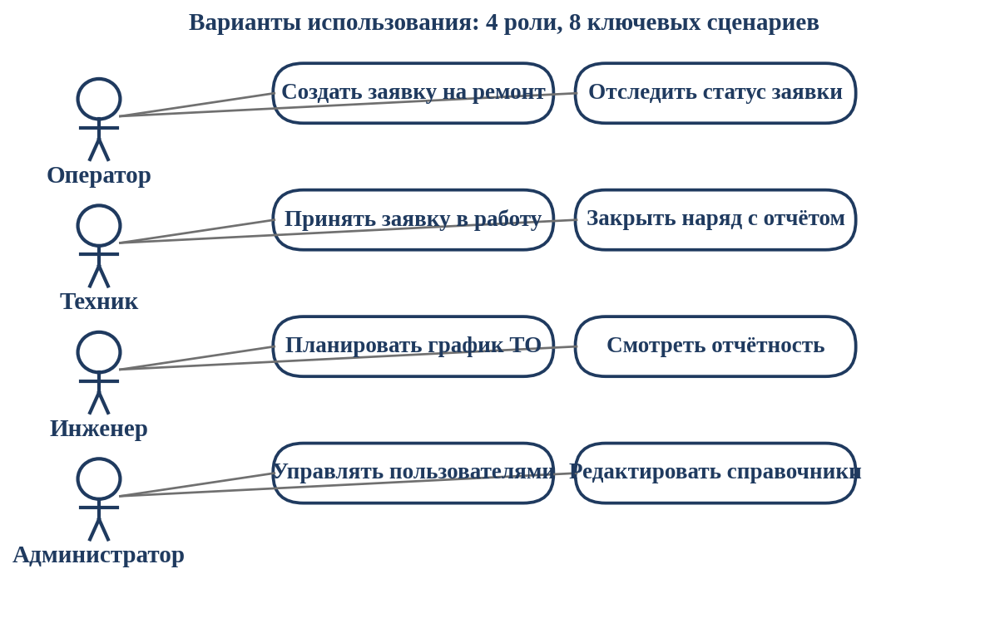 Варианты использования: 4 роли, 8 ключевых сценариев
Создать заявку на ремонт
Отследить статус заявки
Оператор
Принять заявку в работу
Закрыть наряд с отчётом
Техник
Планировать график ТО
Смотреть отчётность
Инженер
Управлять пользователями
Редактировать справочники
Администратор